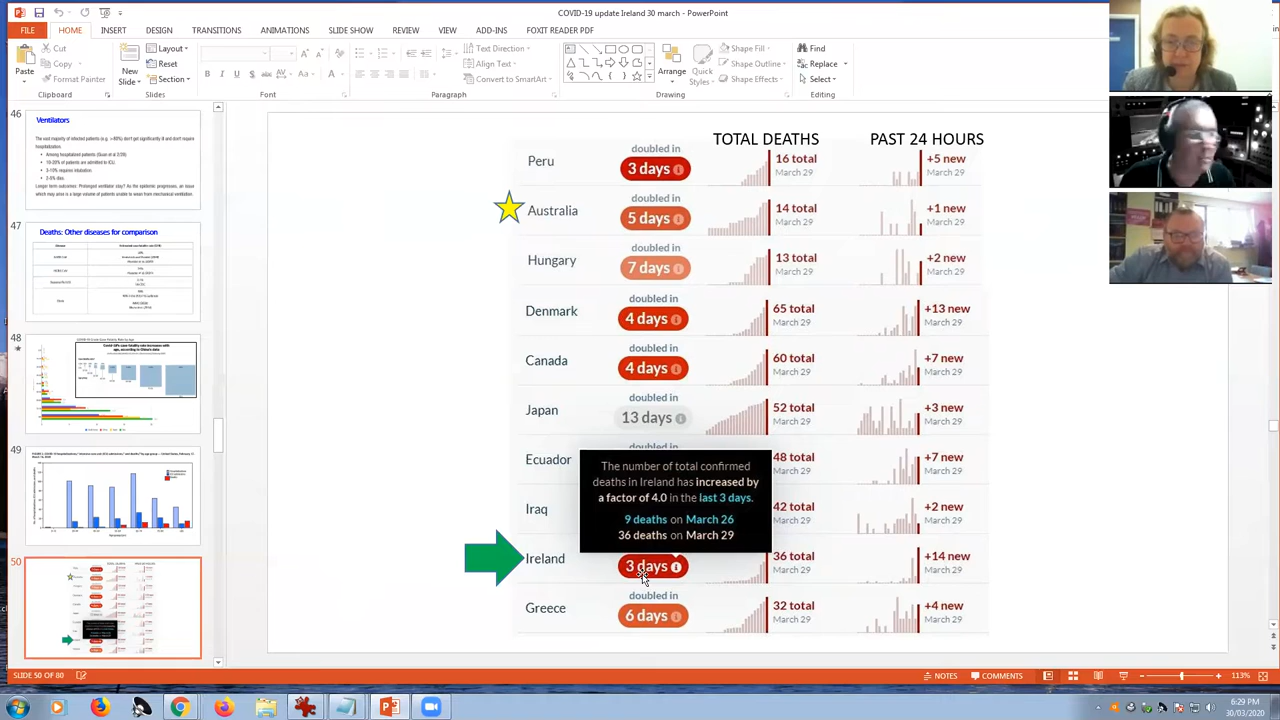 COVID-19 update Ireland 30 march - PowerPoint
FILE HOME INSERT DESIGN TRANSITIONS ANIMATIONS SLIDE SHOW REVIEW VIEW ADD-INS FOXIT READER PDF
Paste
Cut
Copy
Format Painter
Clipboard
New
Slide
Layout
Reset
Section
Slides
Font
Text Direction
Align Text
Convert to SmartArt
Paragraph
Arrange
Quick
Styles
Shape Fill
Shape Outline
Shape Effects
Drawing
Find
Replace
Select
Editing
46
Ventilators
47
Deaths: Other diseases for comparison
48
49
50
TOTAL DEATHS PAST 24 HOURS
Peru
doubled in
3 days
16 total
March 29
+5 new
March 29
Australia
doubled in
5 days
14 total
March 29
+1 new
March 29
Hungary
doubled in
7 days
13 total
March 29
+2 new
March 29
Denmark
doubled in
4 days
65 total
March 29
+13 new
March 29
Canada
doubled in
4 days
60 total
March 29
+7 new
March 29
Japan
doubled in
13 days
52 total
March 29
+3 new
March 29
Ecuador
48 total
March 29
+7 new
March 29
The number of total confirmed
deaths in Ireland has increased by
a factor of 4.0 in the last 3 days.
9 deaths on March 26
36 deaths on March 29
Iraq
42 total
March 29
+2 new
March 29
Ireland
3 days
36 total
March 29
+14 new
March 29
Greece
doubled in
6 days
32 total
March 29
+4 new
March 29
SLIDE 50 OF 80
NOTES
COMMENTS
113%
6:29 PM
30/03/2020